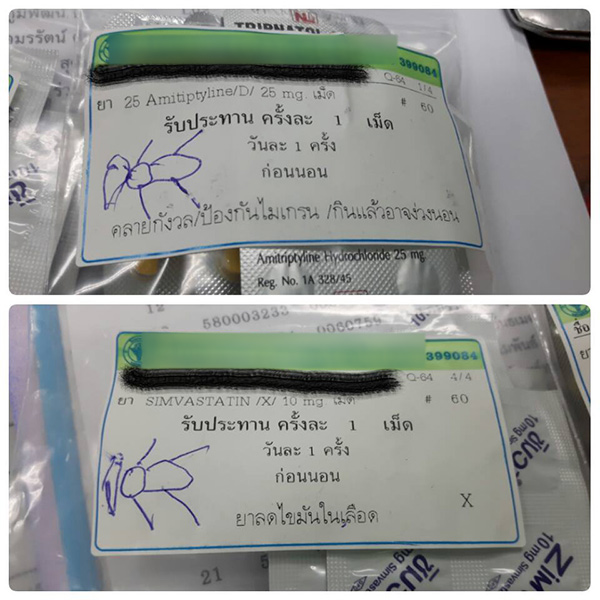 TRIPNATOL
399084
Q-64 1/4
ยา 25 Amitiptyline/D/ 25 mg. เม็ด # 60
รับประทาน ครั้งละ 1 เม็ด
วันละ 1 ครั้ง
ก่อนนอน
คลายกังวล/ป้องกันไมเกรน /กินแล้วอาจง่วงนอน
Amitriptyline Hydrochloride 25 mg.
Reg. No. 1A 328/45
12 580003233 0060754
399084
Q-64 4/4
ยา SIMVASTATIN /X/ 10 mg. เม็ด # 60
รับประทาน ครั้งละ 1 เม็ด
วันละ 1 ครั้ง
ก่อนนอน
X
ยาลดไขมันในเลือด
10 mg Simvas
21